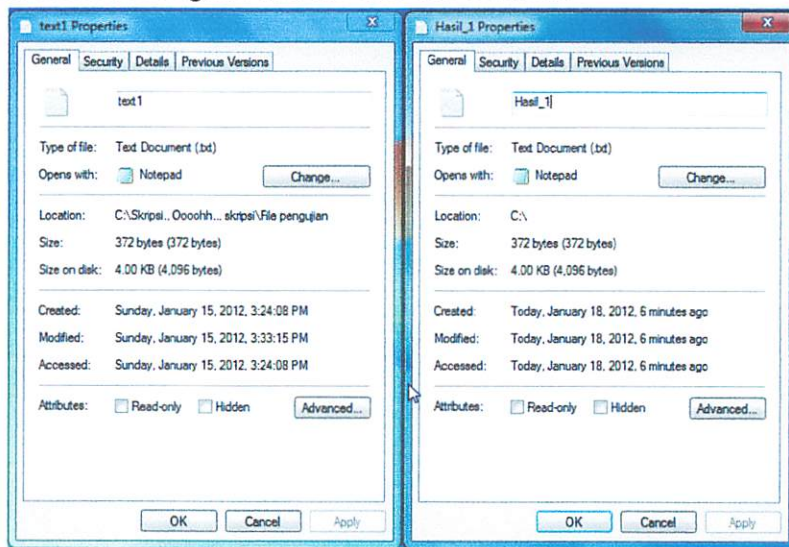 text1 Properties
General Security Details Previous Versions
text1
Type of file: Text Document (.txt)
Opens with: Notepad Change...
Location: C:\Skripsi.. Oooohh... skripsi\File pengujian
Size: 372 bytes (372 bytes)
Size on disk: 4.00 KB (4,096 bytes)
Created: Sunday, January 15, 2012, 3:24:08 PM
Modified: Sunday, January 15, 2012, 3:33:15 PM
Accessed: Sunday, January 15, 2012, 3:24:08 PM
Attributes: Read-only Hidden Advanced...
OK Cancel Apply
Hasil_1 Properties
General Security Details Previous Versions
Hasil_1
Type of file: Text Document (.txt)
Opens with: Notepad Change...
Location: C:\
Size: 372 bytes (372 bytes)
Size on disk: 4.00 KB (4,096 bytes)
Created: Today, January 18, 2012, 6 minutes ago
Modified: Today, January 18, 2012, 6 minutes ago
Accessed: Today, January 18, 2012, 6 minutes ago
Attributes: Read-only Hidden Advanced...
OK Cancel Apply